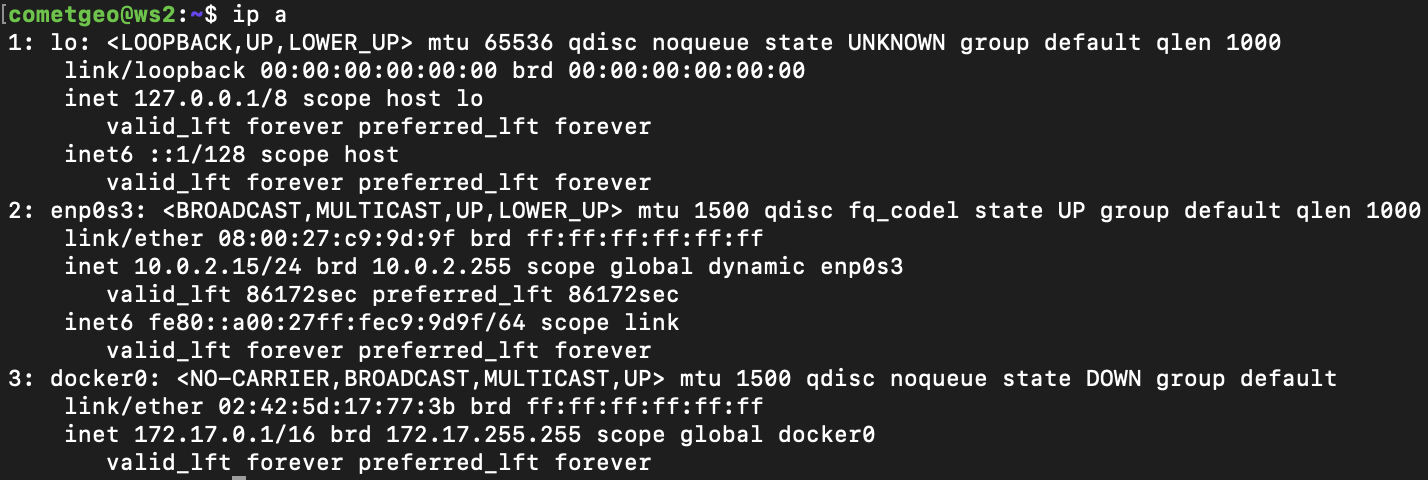 [cometgeo@ws2:~$ ip a
1: lo: <LOOPBACK,UP,LOWER_UP> mtu 65536 qdisc noqueue state UNKNOWN group default qlen 1000
    link/loopback 00:00:00:00:00:00 brd 00:00:00:00:00:00
    inet 127.0.0.1/8 scope host lo
       valid_lft forever preferred_lft forever
    inet6 ::1/128 scope host
       valid_lft forever preferred_lft forever
2: enp0s3: <BROADCAST,MULTICAST,UP,LOWER_UP> mtu 1500 qdisc fq_codel state UP group default qlen 1000
    link/ether 08:00:27:c9:9d:9f brd ff:ff:ff:ff:ff:ff
    inet 10.0.2.15/24 brd 10.0.2.255 scope global dynamic enp0s3
       valid_lft 86172sec preferred_lft 86172sec
    inet6 fe80::a00:27ff:fec9:9d9f/64 scope link
       valid_lft forever preferred_lft forever
3: docker0: <NO-CARRIER,BROADCAST,MULTICAST,UP> mtu 1500 qdisc noqueue state DOWN group default
    link/ether 02:42:5d:17:77:3b brd ff:ff:ff:ff:ff:ff
    inet 172.17.0.1/16 brd 172.17.255.255 scope global docker0
       valid_lft forever preferred_lft forever